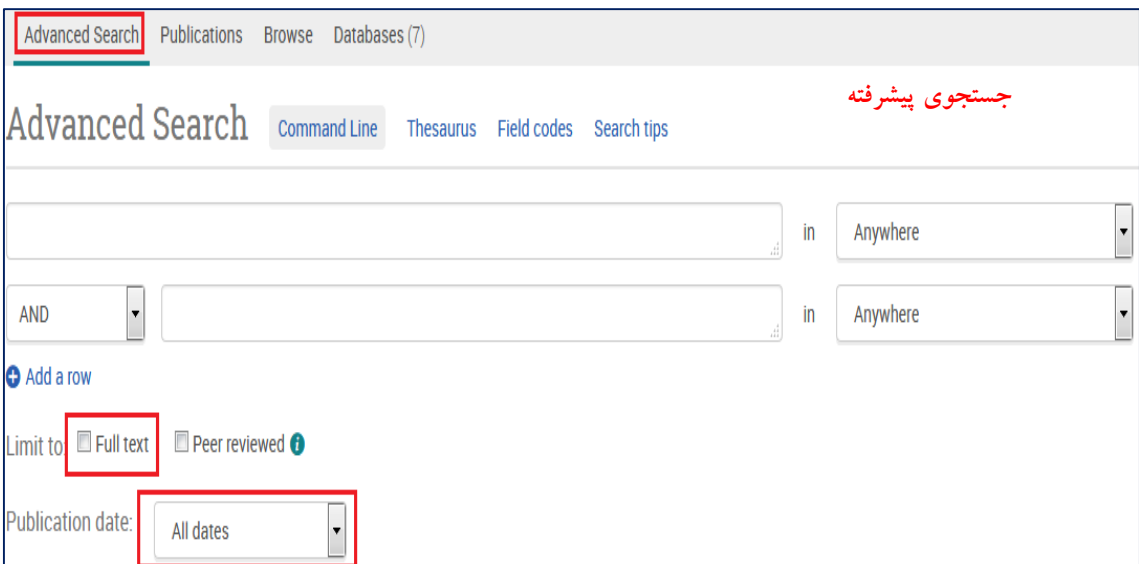 Advanced Search Publications Browse Databases (7)
جستجوی پیشرفته
Advanced Search Command Line Thesaurus Field codes Search tips
in Anywhere
AND in Anywhere
Add a row
Limit to: Full text Peer reviewed i
Publication date: All dates